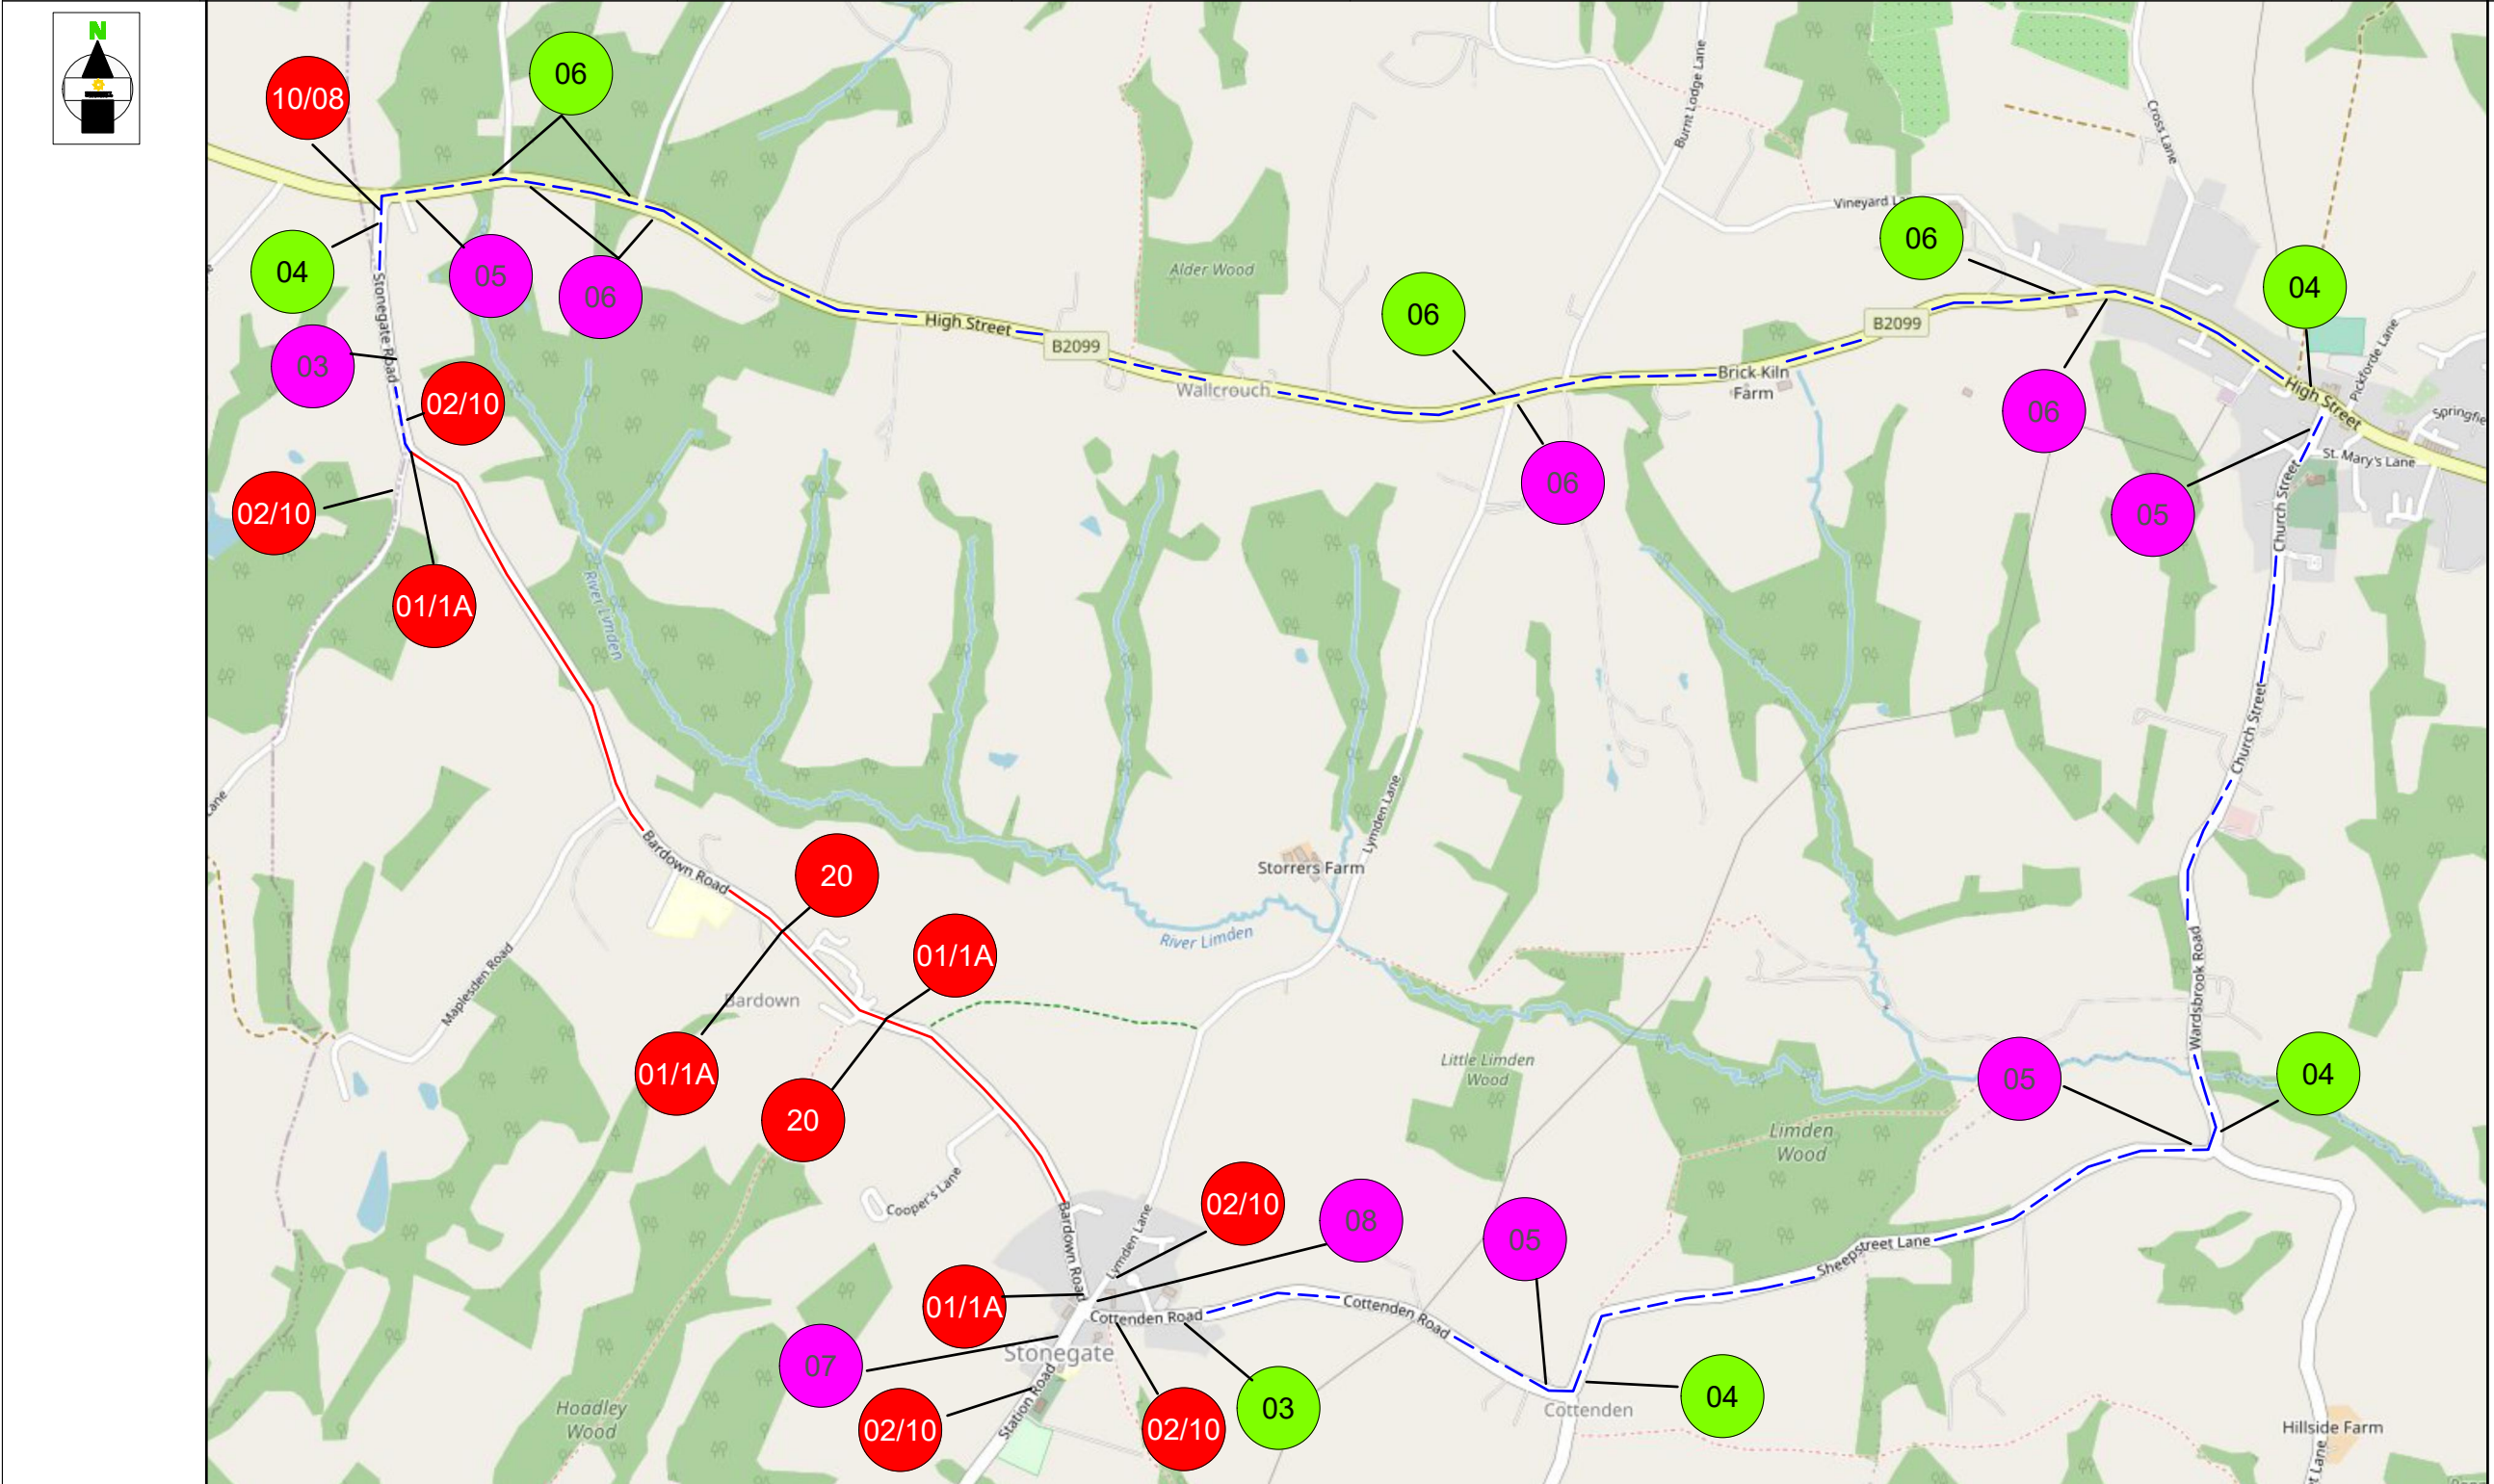 N
Burnt Lodge Lane
06
10/08
Cross Lane
Vineyard La
06
04
05
06
Alder Wood
06
04
Stonegate Road
High Street
B2099
B2099
Pickforde Lane
03
Wallcrouch
Brick Kiln
Farm
High Street
02/10
06
Springfie
St. Mary's Lane
02/10
06
05
Church Street
01/1A
River Limden
Church Street
Lymden Lane
Lane
Bardown Road
20
Storrers Farm
01/1A
River Limden
Wardsbrook Road
Maplesden Road
Bardown
01/1A
20
Little Limden
Wood
05
04
Limden
Wood
Cooper's Lane
02/10
08
05
Bardown Road
Lymden Lane
Sheepstreet Lane
01/1A
Cottenden Road
Cottenden Road
Stonegate
07
Station Road
02/10
02/10
03
04
Cottenden
Hoadley
Wood
Hillside Farm
t Lane